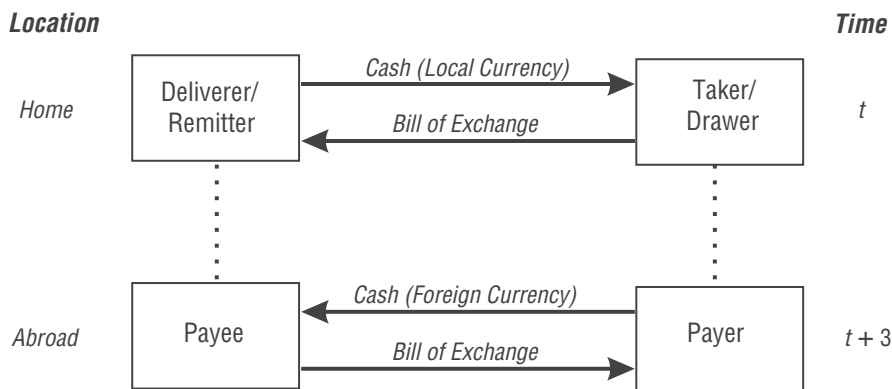 Location
Time
Home
Deliverer/
Remitter
Cash (Local Currency)
Bill of Exchange
Taker/
Drawer
t
Abroad
Payee
Cash (Foreign Currency)
Bill of Exchange
Payer
t + 3